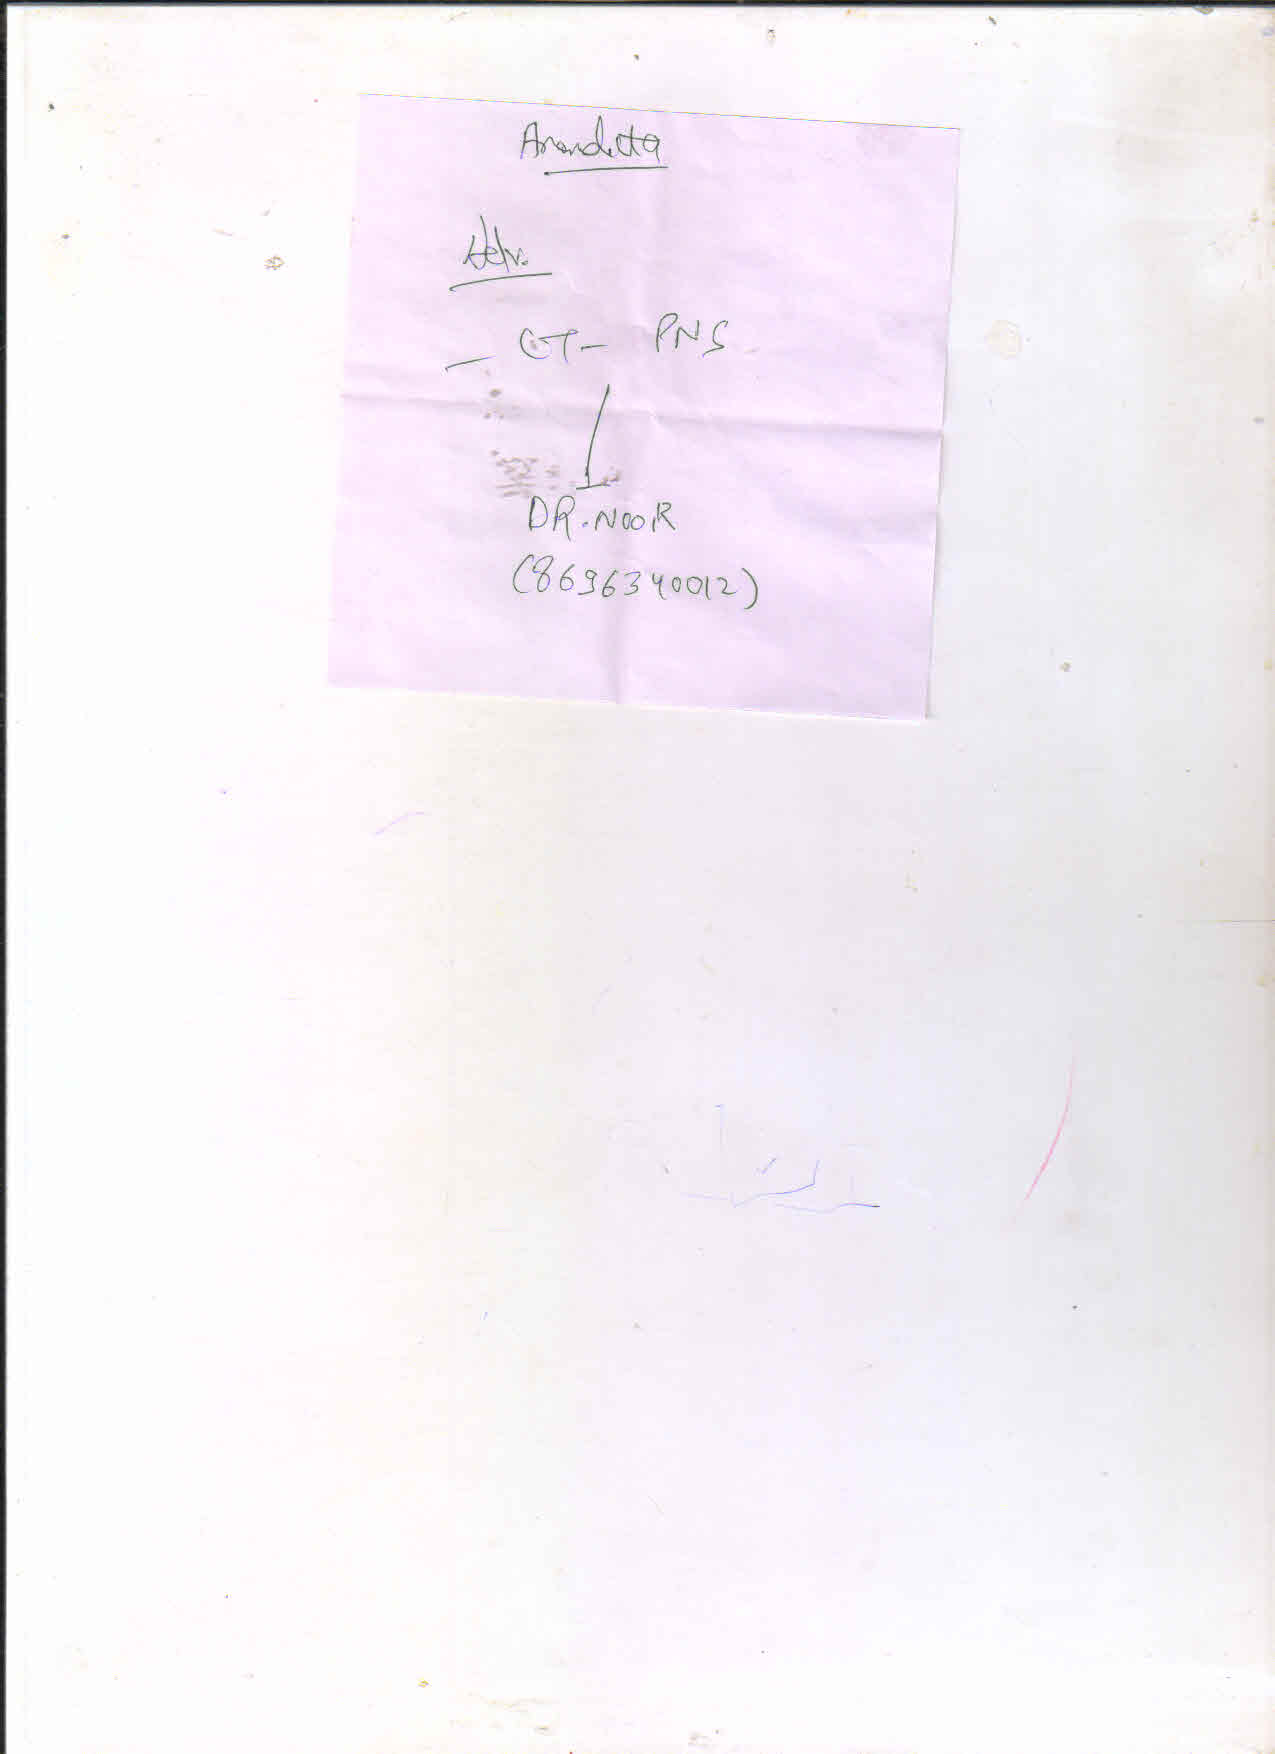 Anandita
Adv.
- CT- PNS
DR. NOOR
(8696340012)